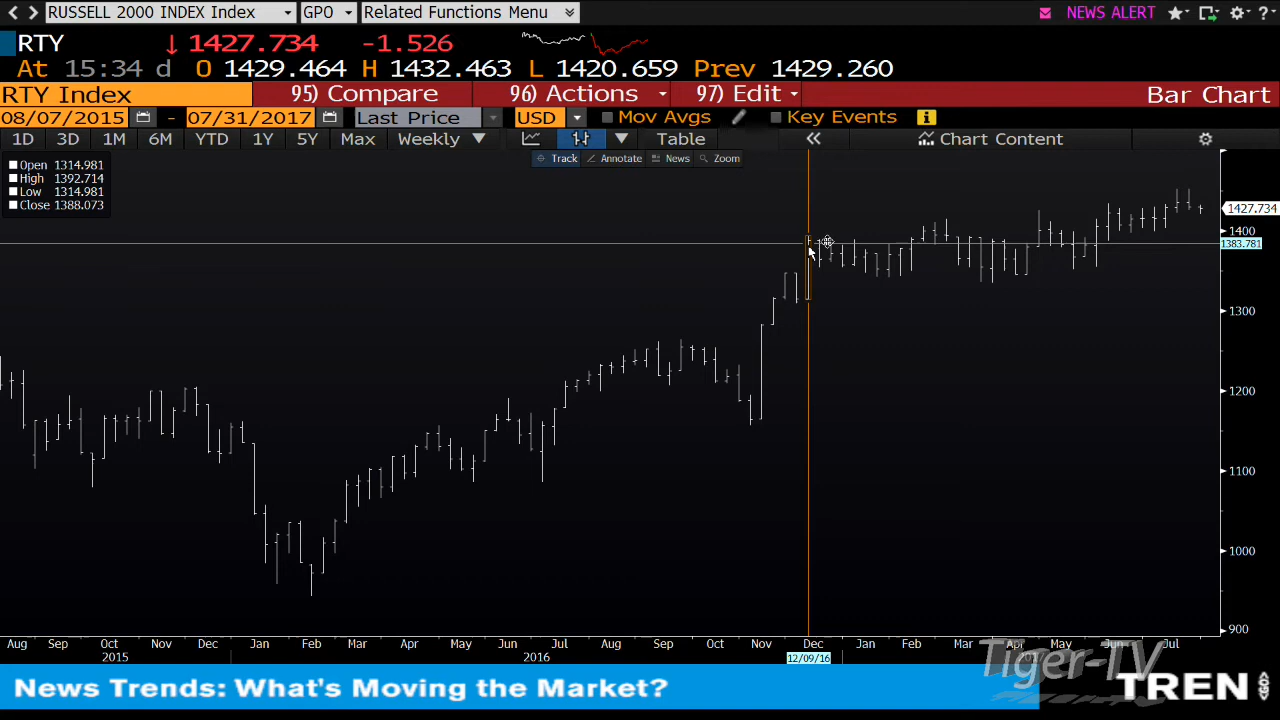 RUSSELL 2000 INDEX Index GPO Related Functions Menu NEWS ALERT ?
RTY ↓ 1427.734 -1.526
At 15:34 d O 1429.464 H 1432.463 L 1420.659 Prev 1429.260
RTY Index 95) Compare 96) Actions 97) Edit Bar Chart
08/07/2015 - 07/31/2017 Last Price USD Mov Avgs Key Events i
1D 3D 1M 6M YTD 1Y 5Y Max Weekly Table Chart Content
Track Annotate News Zoom
Open 1314.981
High 1392.714
Low 1314.981
Close 1388.073
1427.734
1400
1383.781
1300
1200
1100
1000
900
Aug Sep Oct Nov Dec Jan Feb Mar Apr May Jun Jul Aug Sep Oct Nov Dec Jan Feb Mar Apr May Jun Jul
2015 2016 12/09/16
Tiger-TV
News Trends: What's Moving the Market? TREN